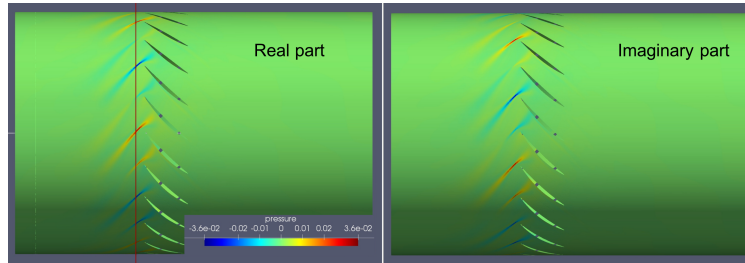 Real part
Imaginary part
pressure
-3.6e-02 -0.02 -0.01 0 0.01 0.02 3.6e-02